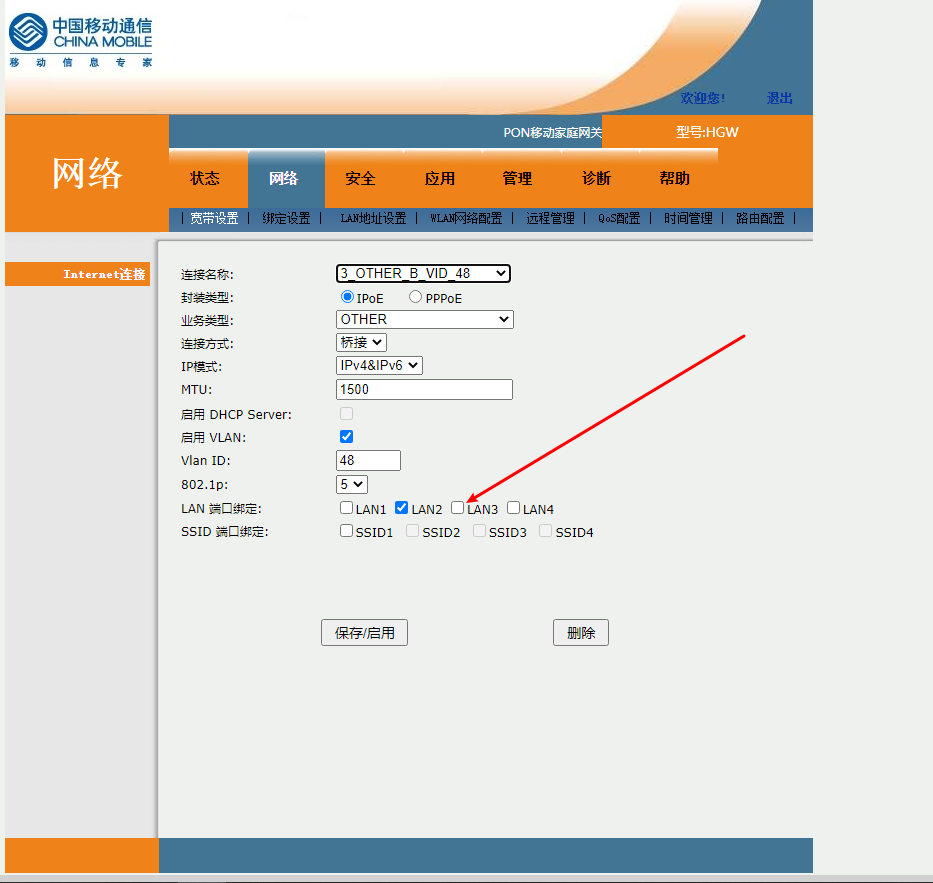 中国移动通信
CHINA MOBILE
移 动 信 息 专 家
欢迎您! 退出
PON移动家庭网关 型号:HGW
网络
状态 网络 安全 应用 管理 诊断 帮助
| 宽带设置 | 绑定设置 | LAN地址设置 | WLAN网络配置 | 远程管理 | QoS配置 | 时间管理 | 路由配置 |
Internet连接
连接名称: 3_OTHER_B_VID_48
封装类型: IPoE PPPoE
业务类型: OTHER
连接方式: 桥接
IP模式: IPv4&IPv6
MTU: 1500
启用 DHCP Server:
启用 VLAN:
Vlan ID: 48
802.1p: 5
LAN 端口绑定: LAN1 LAN2 LAN3 LAN4
SSID 端口绑定: SSID1 SSID2 SSID3 SSID4
保存/启用 删除